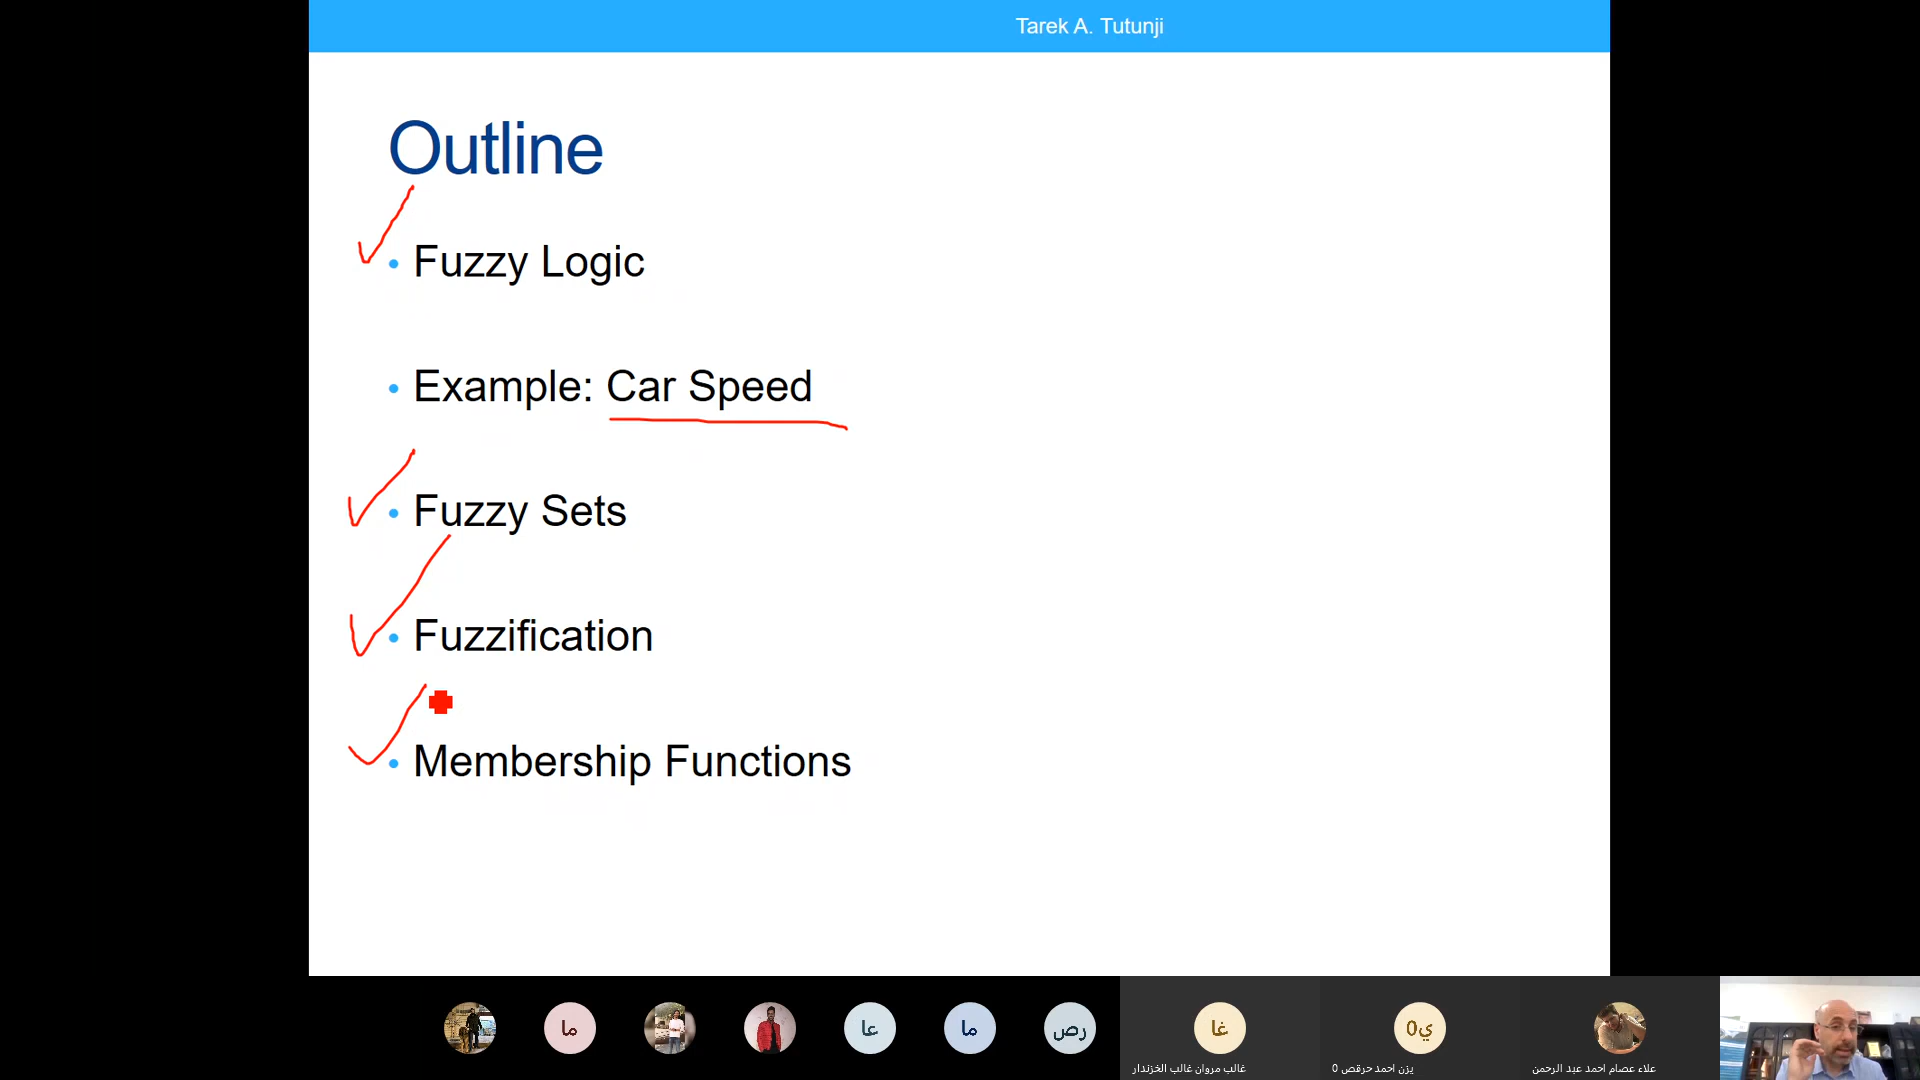 Tarek A. Tutunji
Outline
• Fuzzy Logic
• Example: Car Speed
• Fuzzy Sets
• Fuzzification
• Membership Functions
ما
عا
ما
رص
غا
ي0
غالب مروان غالب الخزندار
يزن احمد حرقص 0
علاء عصام احمد عبد الرحمن